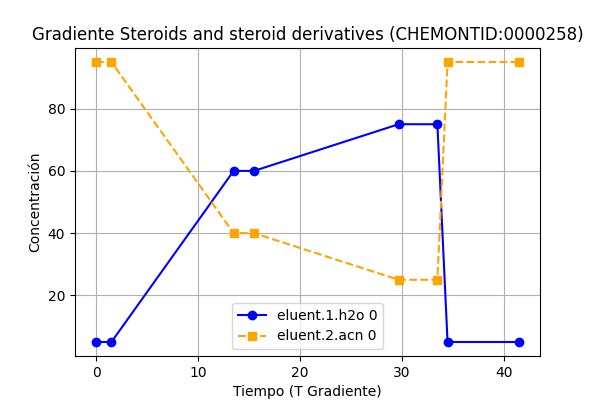 Gradiente Steroids and steroid derivatives (CHEMONTID:0000258)
Concentración
80
60
40
20
eluent.1.h2o 0
eluent.2.acn 0
0 10 20 30 40
Tiempo (T Gradiente)